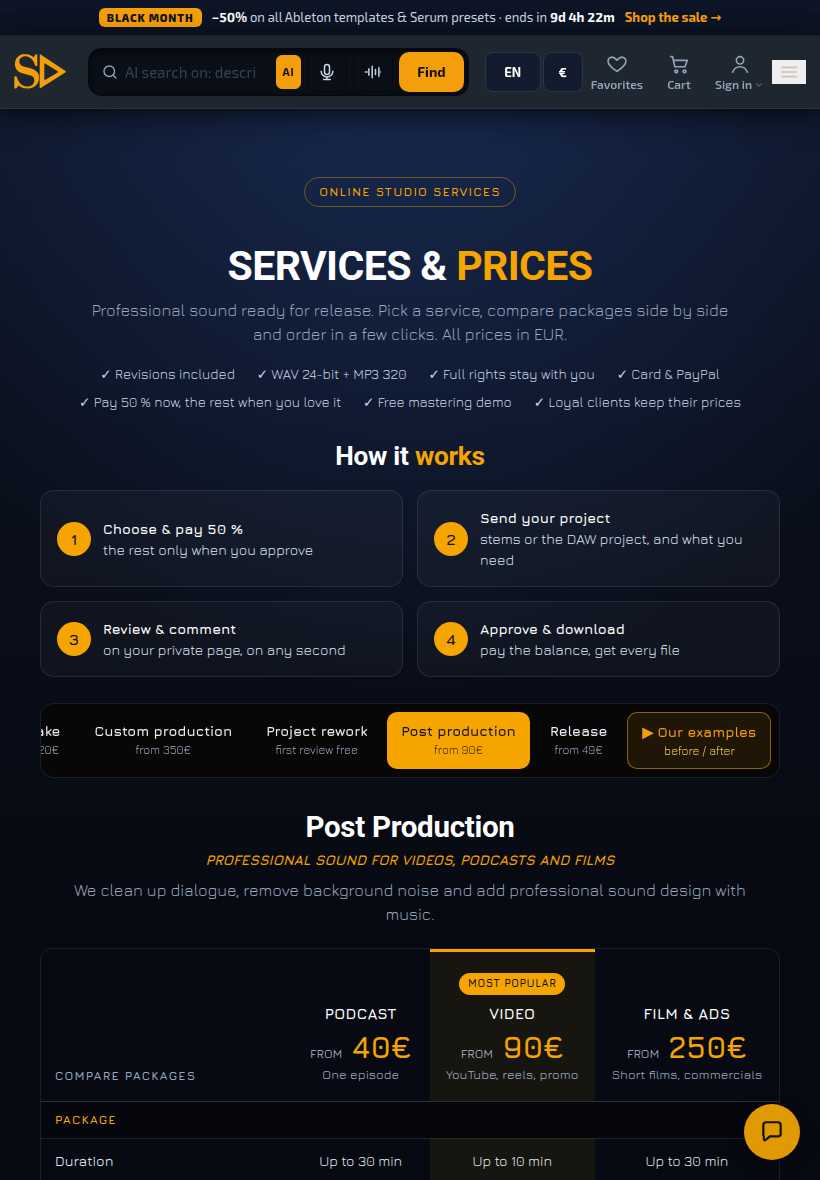 BLACK MONTH −50% on all Ableton templates & Serum presets · ends in 9d 4h 22m Shop the sale →
AI search on: descri AI Find EN € Favorites Cart Sign in
ONLINE STUDIO SERVICES
SERVICES & PRICES
Professional sound ready for release. Pick a service, compare packages side by side
and order in a few clicks. All prices in EUR.
✓ Revisions included ✓ WAV 24-bit + MP3 320 ✓ Full rights stay with you ✓ Card & PayPal
✓ Pay 50 % now, the rest when you love it ✓ Free mastering demo ✓ Loyal clients keep their prices
How it works
1 Choose & pay 50 %
the rest only when you approve
2 Send your project
stems or the DAW project, and what you
need
3 Review & comment
on your private page, on any second
4 Approve & download
pay the balance, get every file
ake Custom production Project rework Post production Release ▶ Our examples
20€ from 350€ first review free from 90€ from 49€ before / after
Post Production
PROFESSIONAL SOUND FOR VIDEOS, PODCASTS AND FILMS
We clean up dialogue, remove background noise and add professional sound design with
music.
MOST POPULAR
PODCAST VIDEO FILM & ADS
FROM 40€ FROM 90€ FROM 250€
COMPARE PACKAGES One episode YouTube, reels, promo Short films, commercials
PACKAGE
Duration Up to 30 min Up to 10 min Up to 30 min